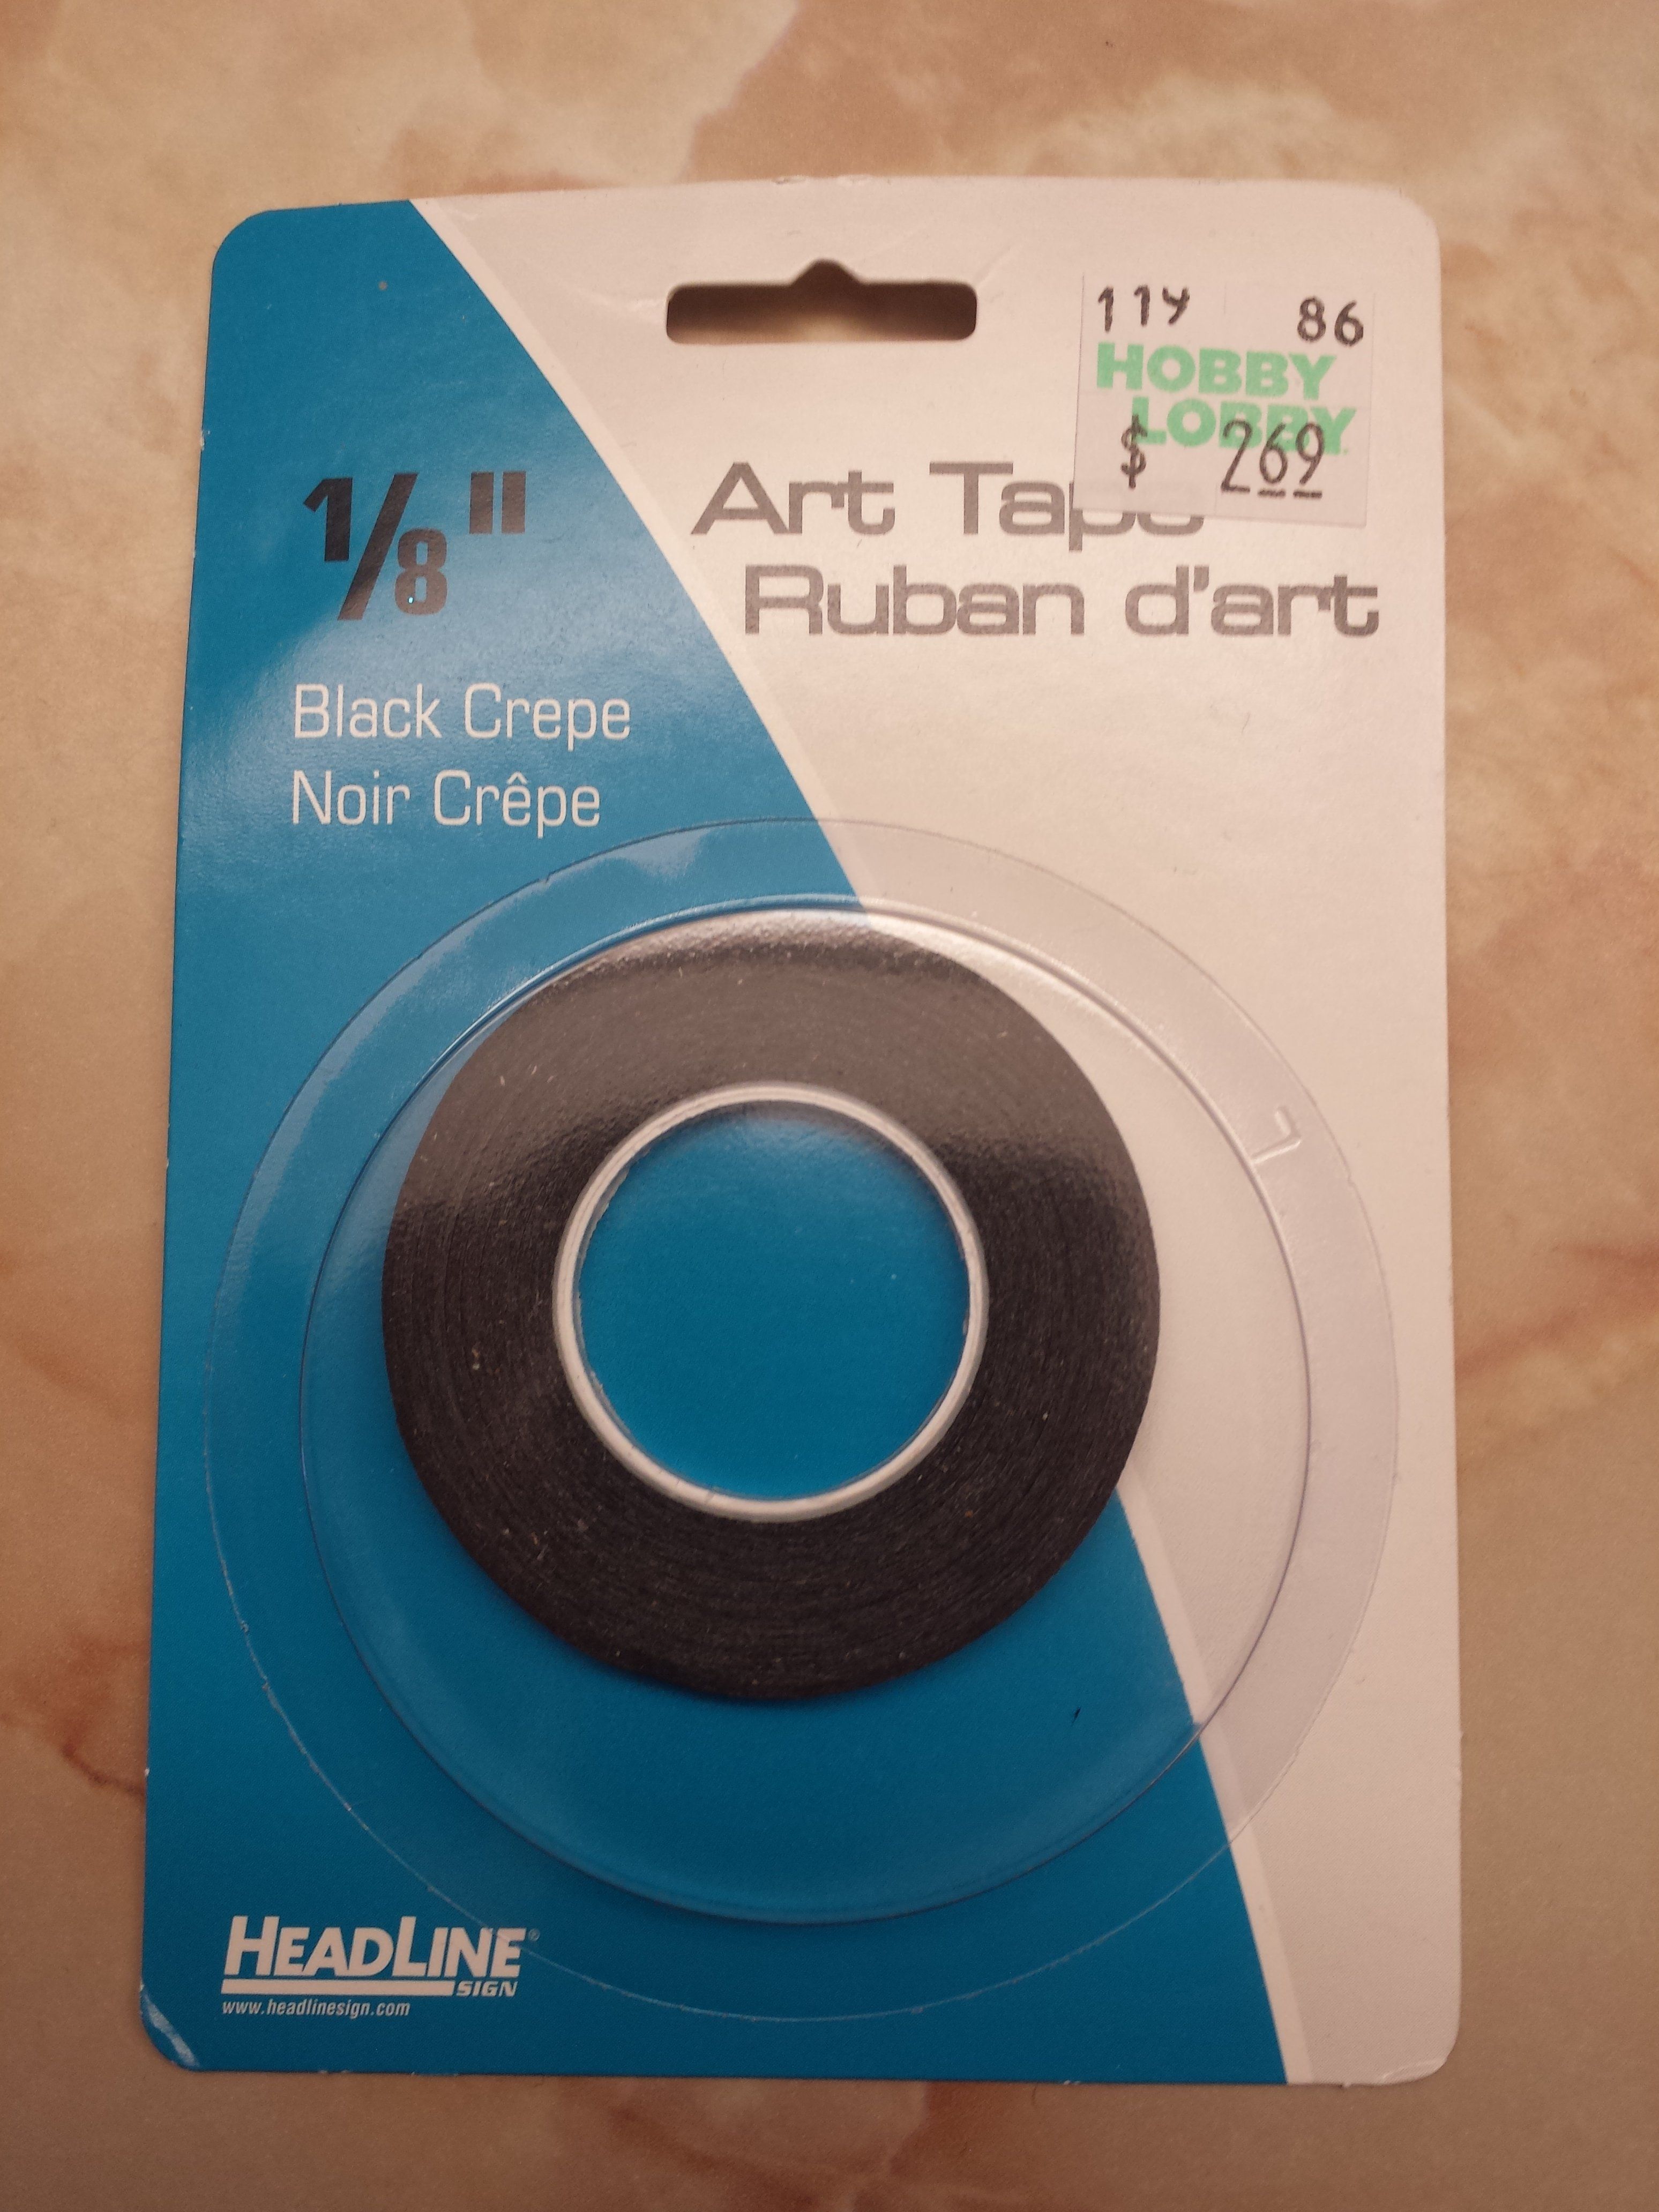 11Y 86
HOBBY
LOBBY
$ 269
1/8"
Art Tape
Ruban d'art
Black Crepe
Noir Crêpe
L
HEADLINE®
SIGN
www.headlinesign.com